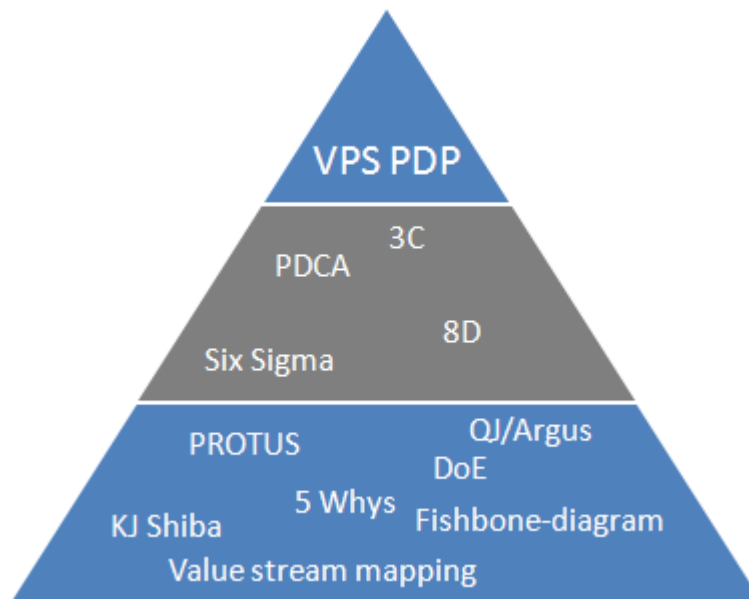 VPS PDP
3C
PDCA
8D
Six Sigma
QJ/Argus
PROTUS
DoE
5 Whys
Fishbone-diagram
KJ Shiba
Value stream mapping